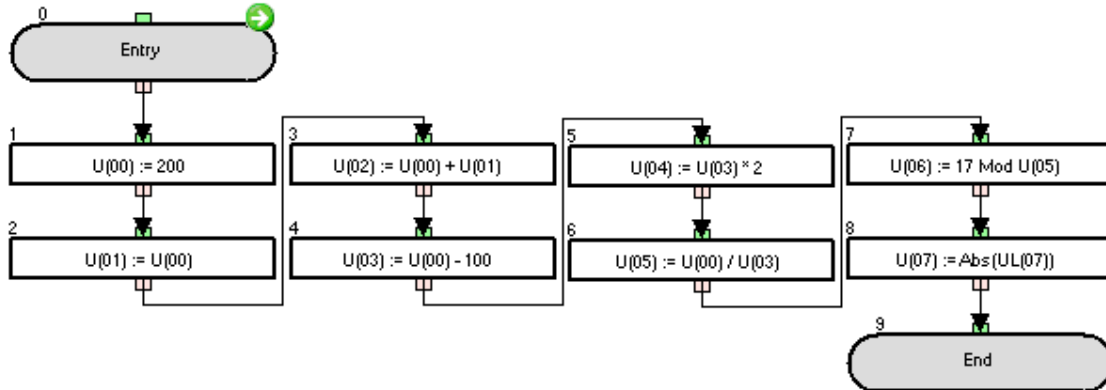 0
Entry
1
U(00) := 200
2
U(01) := U(00)
3
U(02) := U(00) + U(01)
4
U(03) := U(00) - 100
5
U(04) := U(03) * 2
6
U(05) := U(00) / U(03)
7
U(06) := 17 Mod U(05)
8
U(07) := Abs(UL(07))
9
End